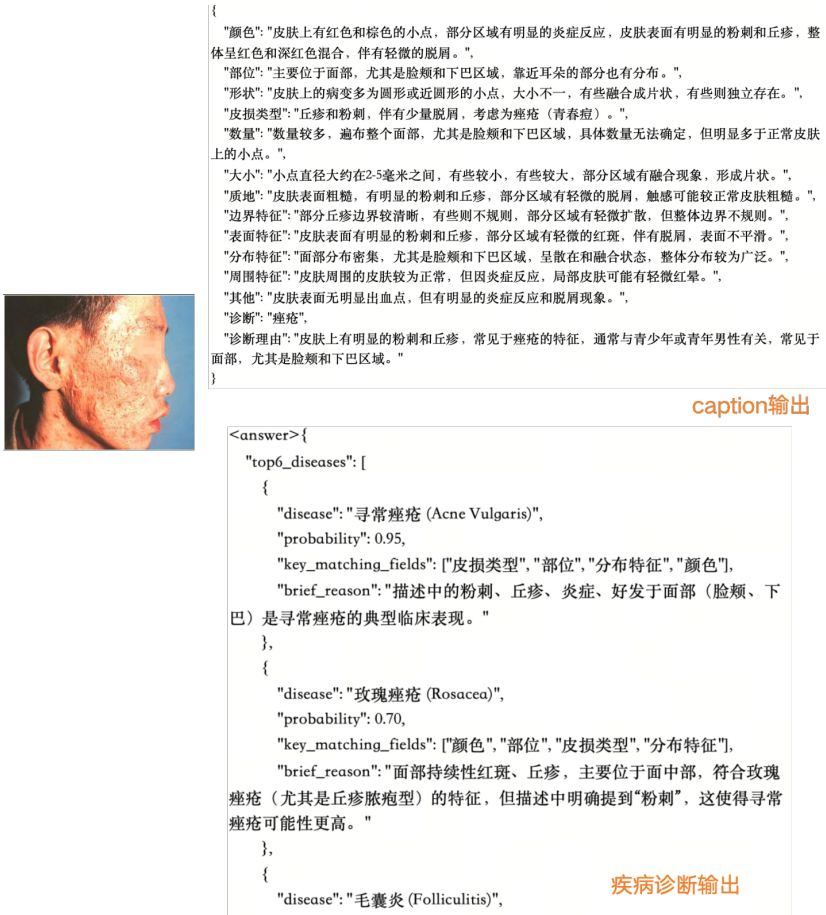 {
"颜色": "皮肤上有红色和棕色的小点，部分区域有明显的炎症反应，皮肤表面有明显的粉刺和丘疹，整
体呈红色和深红色混合，伴有轻微的脱屑。",
"部位": "主要位于面部，尤其是脸颊和下巴区域，靠近耳朵的部分也有分布。",
"形状": "皮肤上的病变多为圆形或近圆形的小点，大小不一，有些融合成片状，有些则独立存在。",
"皮损类型": "丘疹和粉刺，伴有少量脱屑，考虑为痤疮（青春痘）。",
"数量": "数量较多，遍布整个面部，尤其是脸颊和下巴区域，具体数量无法确定，但明显多于正常皮肤
上的小点。",
"大小": "小点直径大约在2-5毫米之间，有些较小，有些较大，部分区域有融合现象，形成片状。",
"质地": "皮肤表面粗糙，有明显的粉刺和丘疹，部分区域有轻微的脱屑，触感可能较正常皮肤粗糙。",
"边界特征": "部分丘疹边界较清晰，有些则不规则，部分区域有轻微扩散，但整体边界不规则。",
"表面特征": "皮肤表面有明显的粉刺和丘疹，部分区域有轻微的红斑，伴有脱屑，表面不平滑。",
"分布特征": "面部分布密集，尤其是脸颊和下巴区域，呈散在和融合状态，整体分布较为广泛。",
"周围特征": "皮肤周围的皮肤较为正常，但因炎症反应，局部皮肤可能有轻微红晕。",
"其他": "皮肤表面无明显出血点，但有明显的炎症反应和脱屑现象。",
"诊断": "痤疮",
"诊断理由": "皮肤上有明显的粉刺和丘疹，常见于痤疮的特征，通常与青少年或青年男性有关，常见于
面部，尤其是脸颊和下巴区域。"
}
caption输出
<answer>{
"top6_diseases": [
{
"disease": "寻常痤疮 (Acne Vulgaris)",
"probability": 0.95,
"key_matching_fields": ["皮损类型", "部位", "分布特征", "颜色"],
"brief_reason": "描述中的粉刺、丘疹、炎症、好发于面部（脸颊、下
巴）是寻常痤疮的典型临床表现。"
},
{
"disease": "玫瑰痤疮 (Rosacea)",
"probability": 0.70,
"key_matching_fields": ["颜色", "部位", "皮损类型", "分布特征"],
"brief_reason": "面部持续性红斑、丘疹，主要位于面中部，符合玫瑰
痤疮（尤其是丘疹脓疱型）的特征，但描述中明确提到“粉刺”，这使得寻常
痤疮可能性更高。"
},
{
"disease": "毛囊炎 (Folliculitis)",
疾病诊断输出